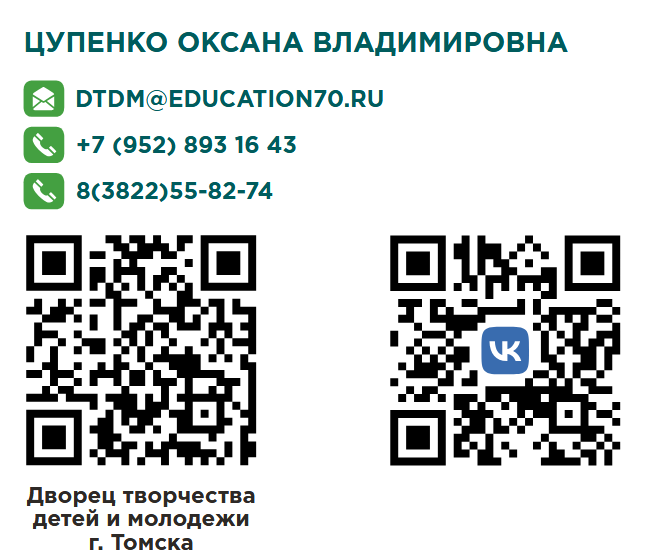 ЦУПЕНКО ОКСАНА ВЛАДИМИРОВНА
DTDM@EDUCATION70.RU
+7 (952) 893 16 43
8(3822)55-82-74
Дворец творчества
детей и молодежи
г. Томска